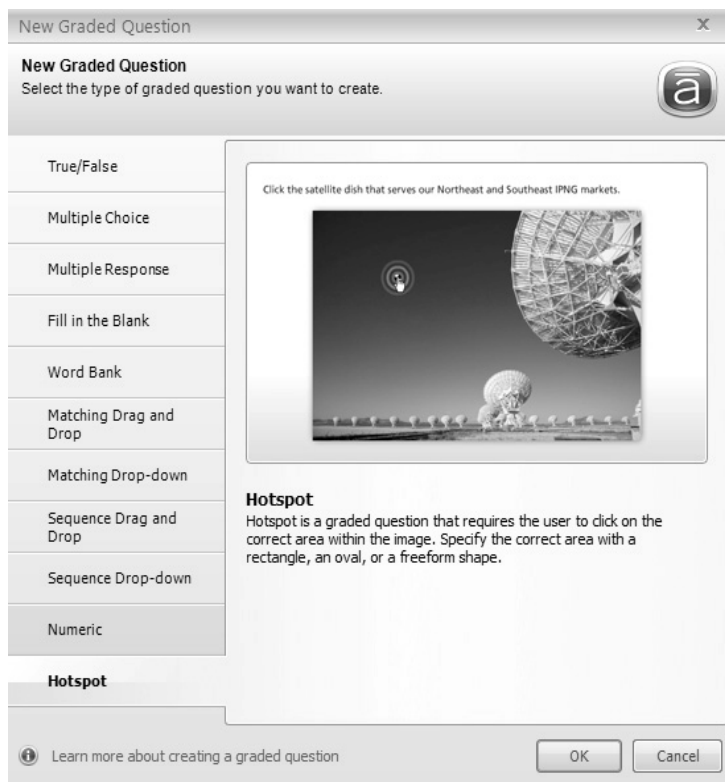 New Graded Question
X
New Graded Question
Select the type of graded question you want to create.
ā
True/False
Multiple Choice
Multiple Response
Fill in the Blank
Word Bank
Matching Drag and
Drop
Matching Drop-down
Sequence Drag and
Drop
Sequence Drop-down
Numeric
Hotspot
Click the satellite dish that serves our Northeast and Southeast IPNG markets.
Hotspot
Hotspot is a graded question that requires the user to click on the
correct area within the image. Specify the correct area with a
rectangle, an oval, or a freeform shape.
Learn more about creating a graded question
OK
Cancel